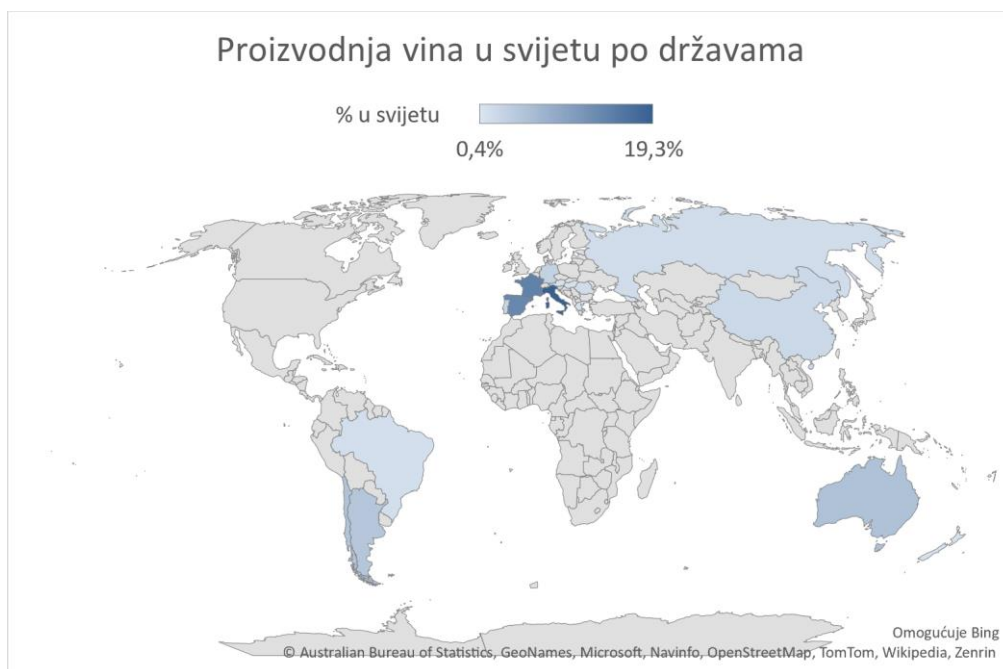 Proizvodnja vina u svijetu po državama
% u svijetu
0,4% 19,3%
Omogućuje Bing
© Australian Bureau of Statistics, GeoNames, Microsoft, Navinfo, OpenStreetMap, TomTom, Wikipedia, Zenrin